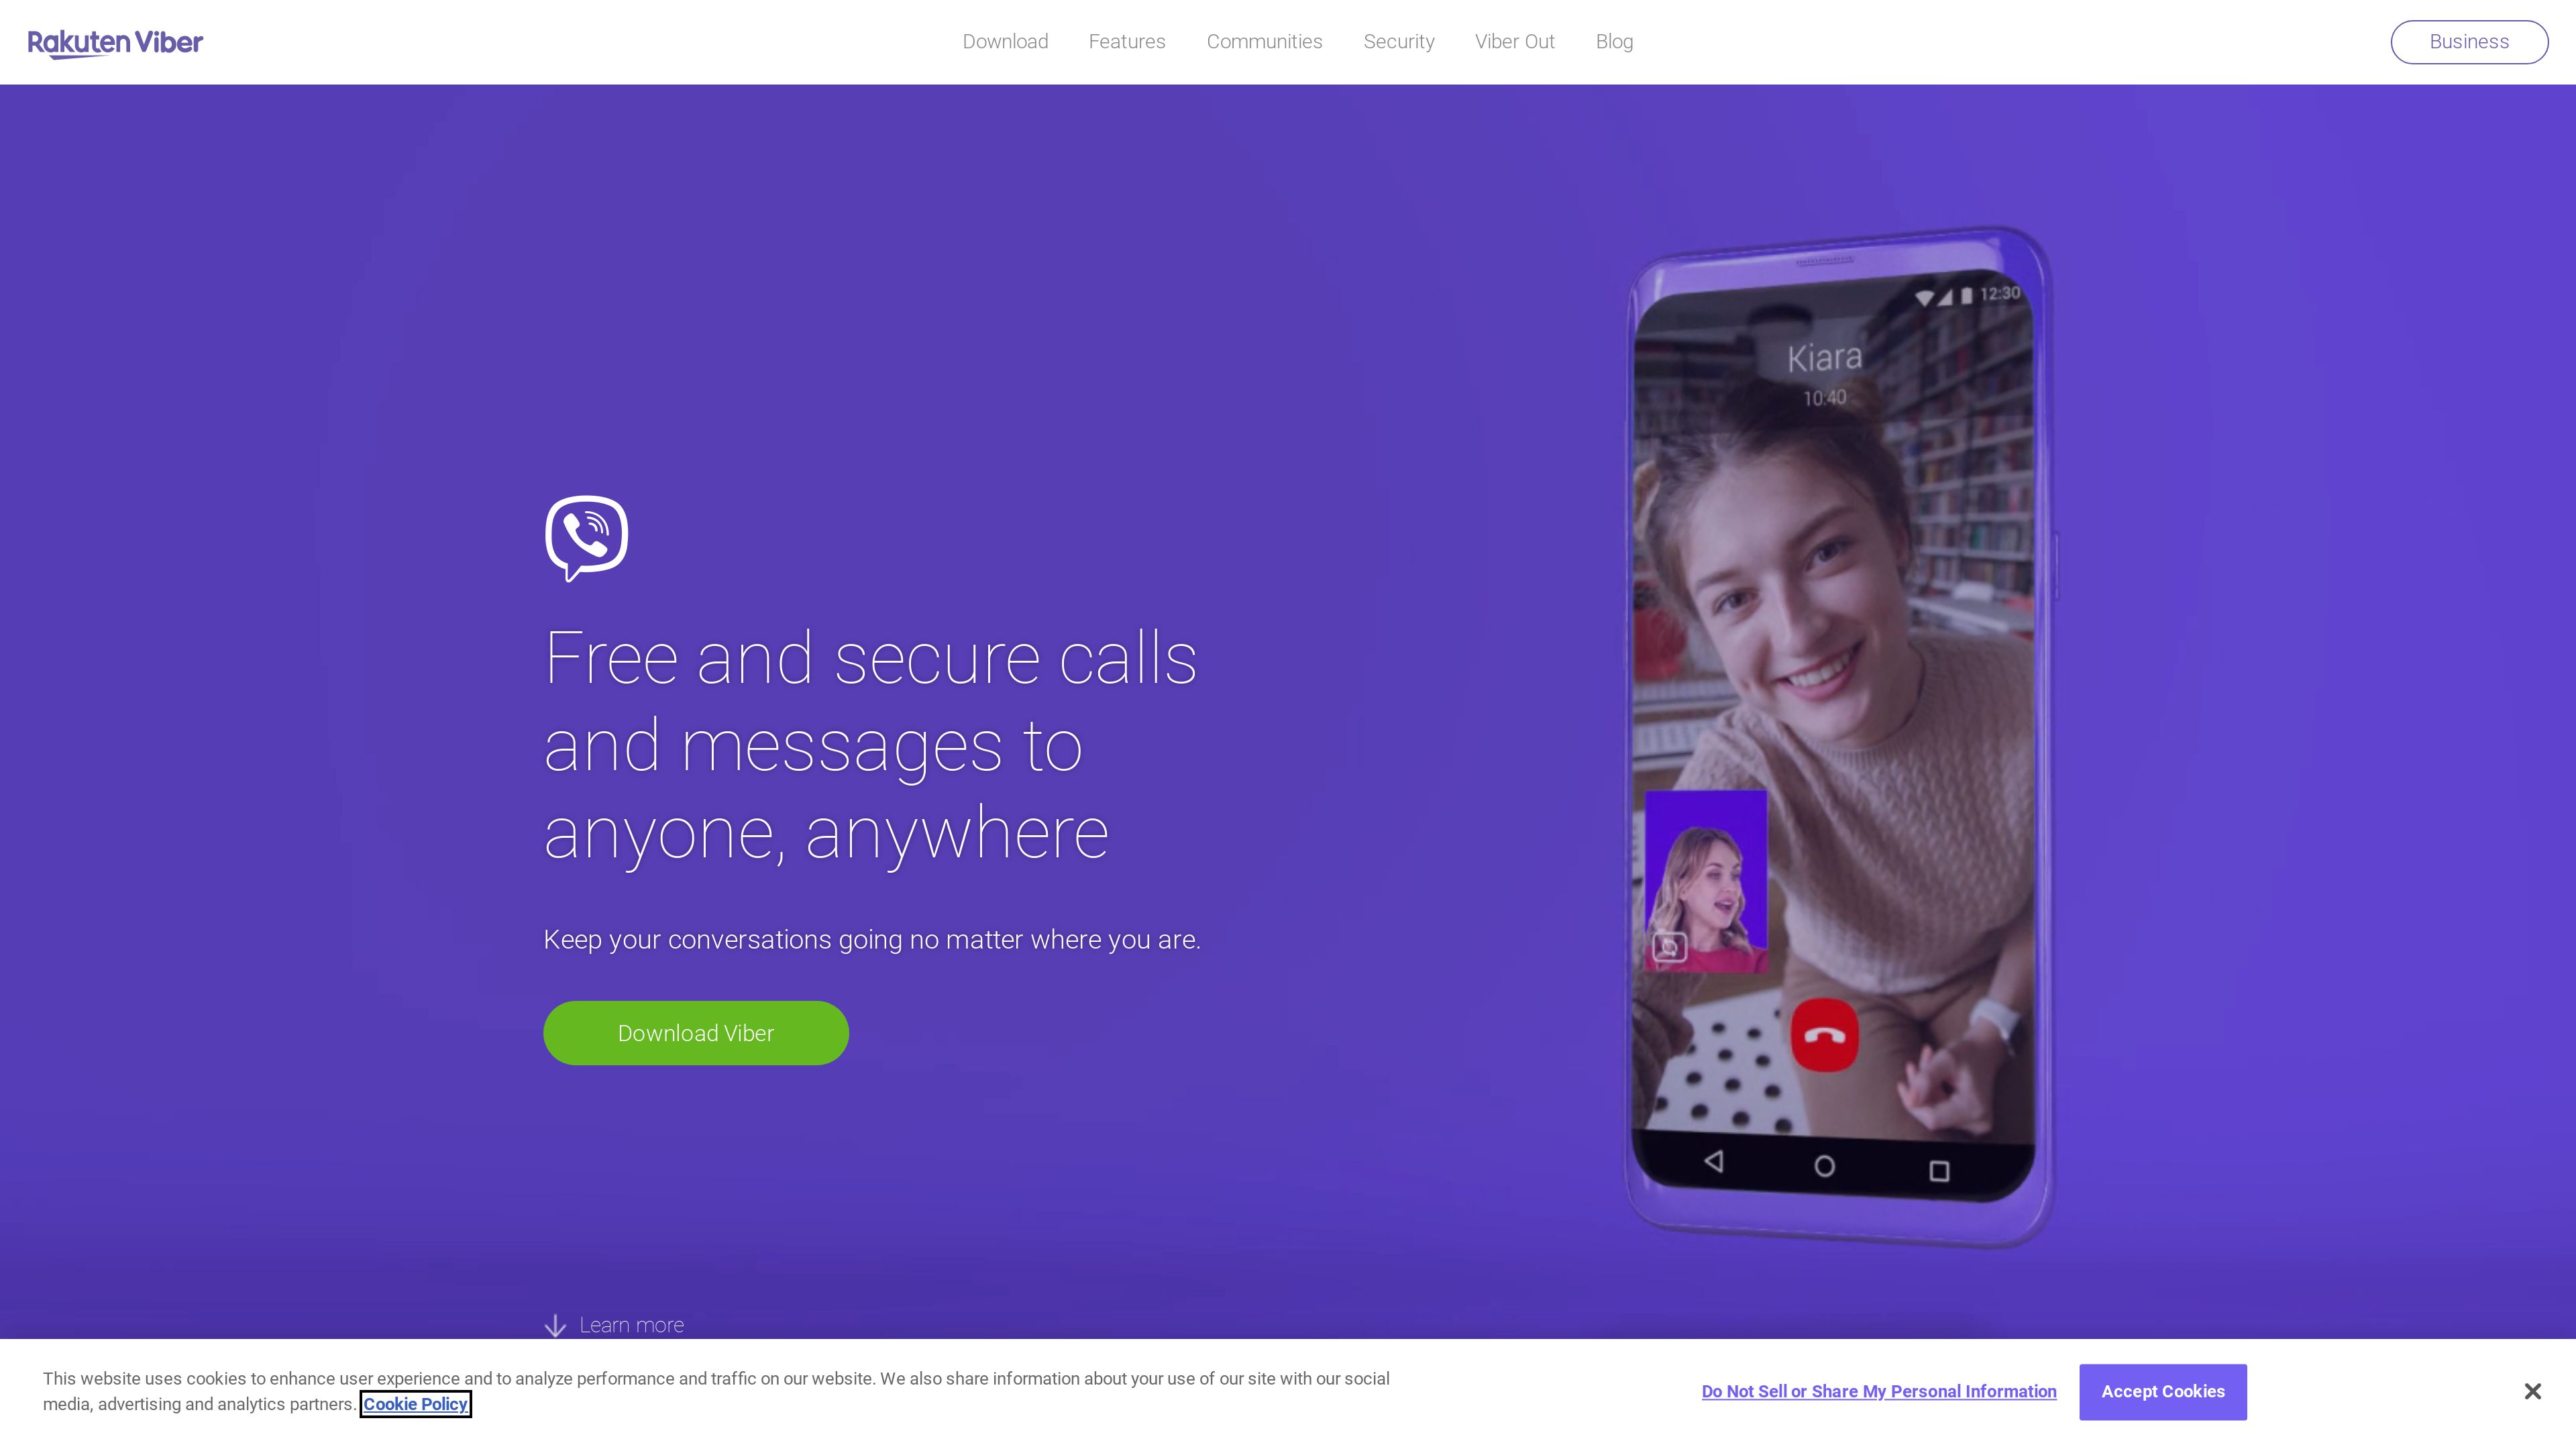 Rakuten Viber
Download
Features
Communities
Security
Viber Out
Blog
Business
12:30
Kiara
10:40
Free and secure calls
and messages to
anyone, anywhere
Keep your conversations going no matter where you are.
Download Viber
Learn more
This website uses cookies to enhance user experience and to analyze performance and traffic on our website. We also share information about your use of our site with our social
media, advertising and analytics partners. Cookie Policy
Do Not Sell or Share My Personal Information
Accept Cookies